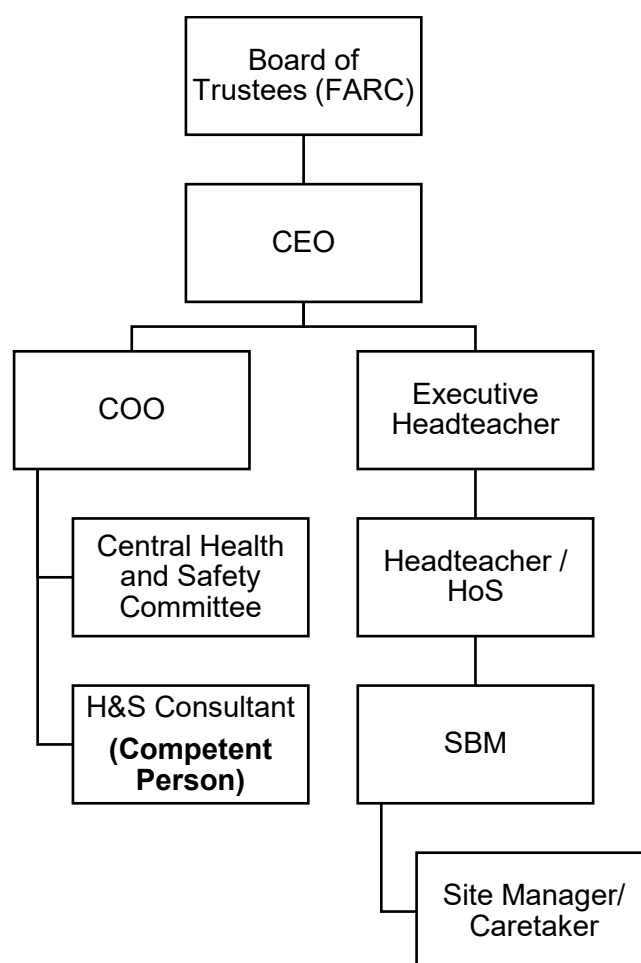 Board of
Trustees (FARC)
CEO
COO
Executive
Headteacher
Central Health
and Safety
Committee
Headteacher /
HoS
H&S Consultant
(Competent
Person)
SBM
Site Manager/
Caretaker